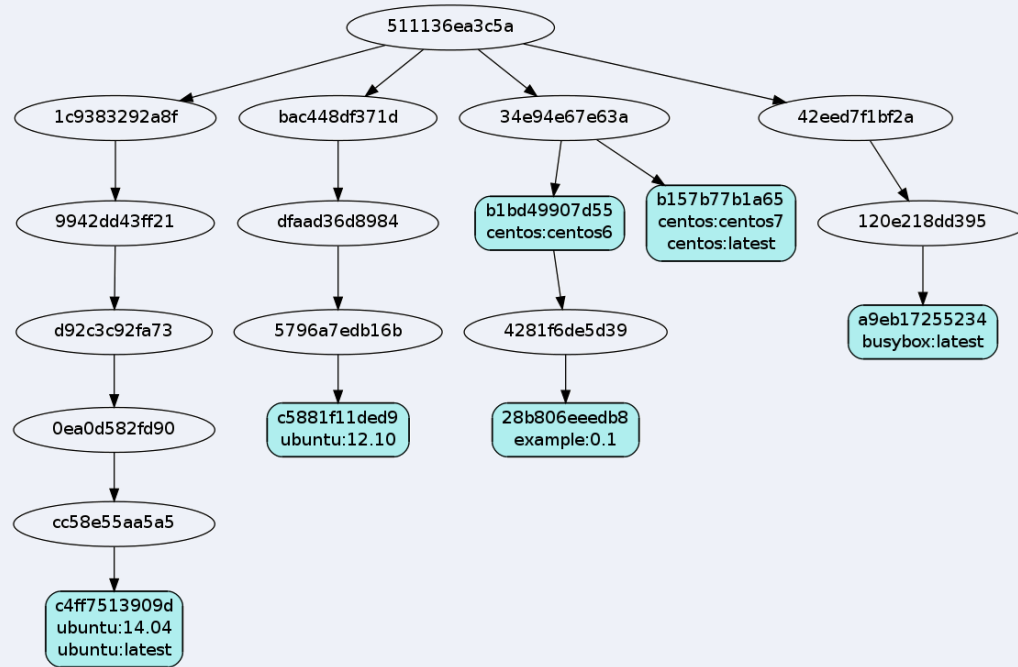 511136ea3c5a
1c9383292a8f
bac448df371d
34e94e67e63a
42eed7f1bf2a
9942dd43ff21
dfaad36d8984
b1bd49907d55
centos:centos6
b157b77b1a65
centos:centos7
centos:latest
120e218dd395
d92c3c92fa73
5796a7edb16b
4281f6de5d39
a9eb17255234
busybox:latest
0ea0d582fd90
c5881f11ded9
ubuntu:12.10
28b806eeedb8
example:0.1
cc58e55aa5a5
c4ff7513909d
ubuntu:14.04
ubuntu:latest